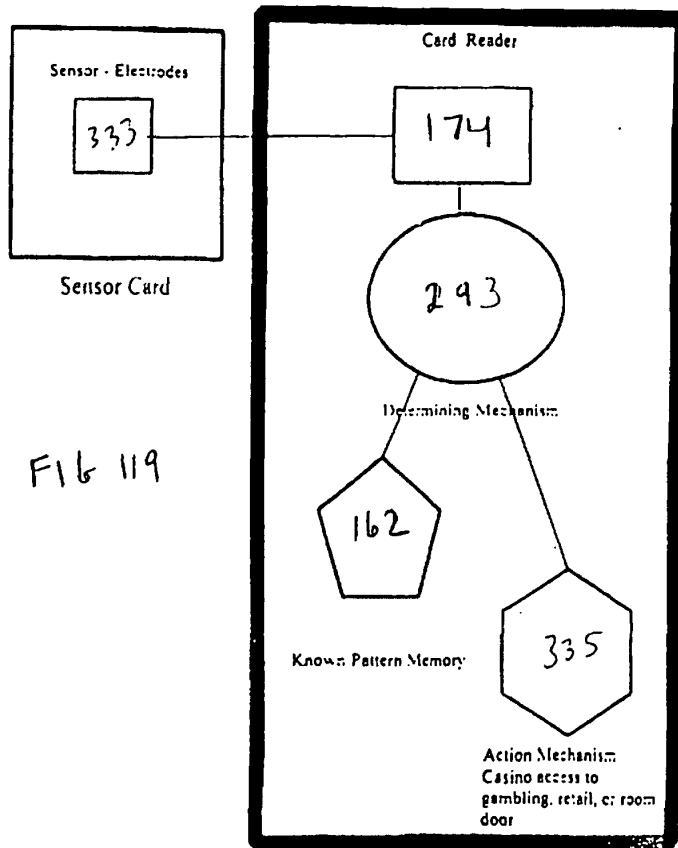 Card Reader
Sensor - Electrodes
333
174
Sensor Card
293
Determining Mechanism
FIG 119
162
Known Pattern Memory
335
Action Mechanism
Casino access to
gambling, retail, or room
door